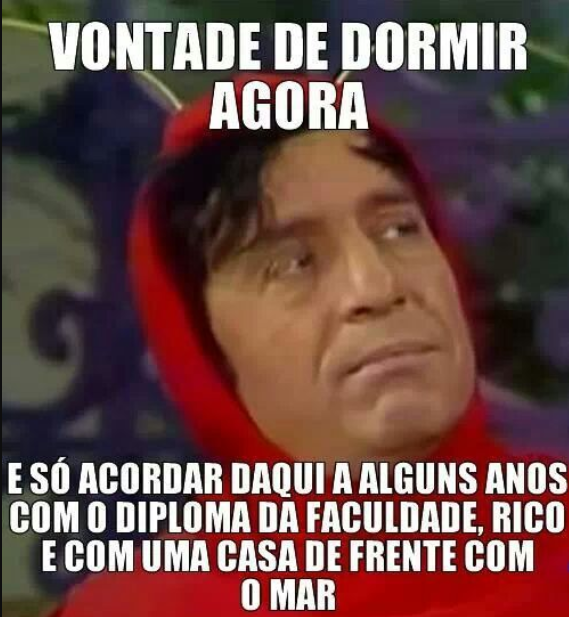 VONTADE DE DORMIR
AGORA
E SÓ ACORDAR DAQUI A ALGUNS ANOS
COM O DIPLOMA DA FACULDADE, RICO
E COM UMA CASA DE FRENTE COM
O MAR